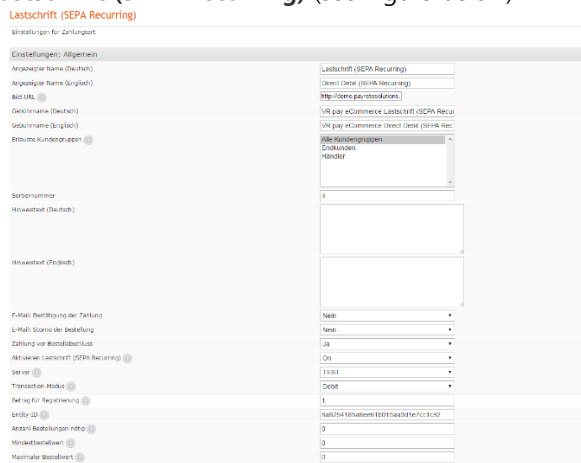 Lastschrift (SEPA Recurring)
Einstellungen für Zahlungsart
Einstellungen: Allgemein
Angezeigter Name (Deutsch) Lastschrift (SEPA Recurring)
Angezeigter Name (Englisch) Direct Debit (SEPA Recurring)
Bild URL http://demo.payretosolutions.
Gebührname (Deutsch) VR pay eCommerce Lastschrift (SEPA Recur
Gebührname (Englisch) VR pay eCommerce Direct Debit (SEPA Rec
Erlaubte Kundengruppen Alle Kundengruppen
Endkunden
Händler
Sortiernummer
Hinweistext (Deutsch)
Hinweistext (Englisch)
E-Mail: Bestätigung der Zahlung Nein
E-Mail: Storno der Bestellung Nein
Zahlung vor Bestellabschluss Ja
Aktivieren Lastschrift (SEPA Recurring) On
Server TEST
Transaction-Modus Debit
Betrag für Registrierung 1
Entity-ID
Anzahl Bestellungen nötig 0
Mindestbestellwert 0
Maximaler Bestellwert 0